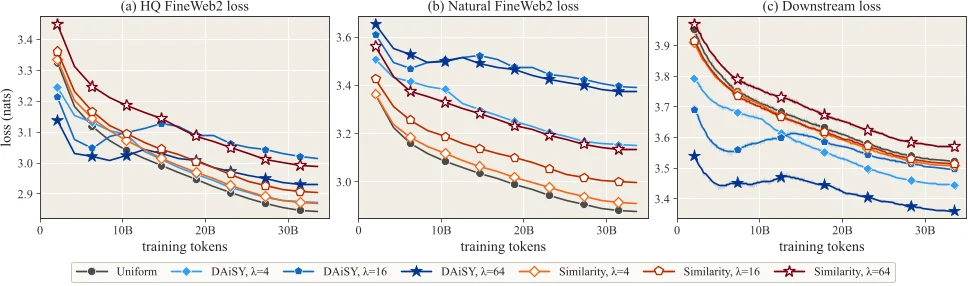 (a) HQ FineWeb2 loss
(b) Natural FineWeb2 loss
(c) Downstream loss
loss (nats)
3.4
3.3
3.2
3.1
3.0
2.9
0
10B
20B
30B
training tokens
3.6
3.4
3.2
3.0
0
10B
20B
30B
training tokens
3.9
3.8
3.7
3.6
3.5
3.4
0
10B
20B
30B
training tokens
Uniform
DAiSY, λ=4
DAiSY, λ=16
DAiSY, λ=64
Similarity, λ=4
Similarity, λ=16
Similarity, λ=64